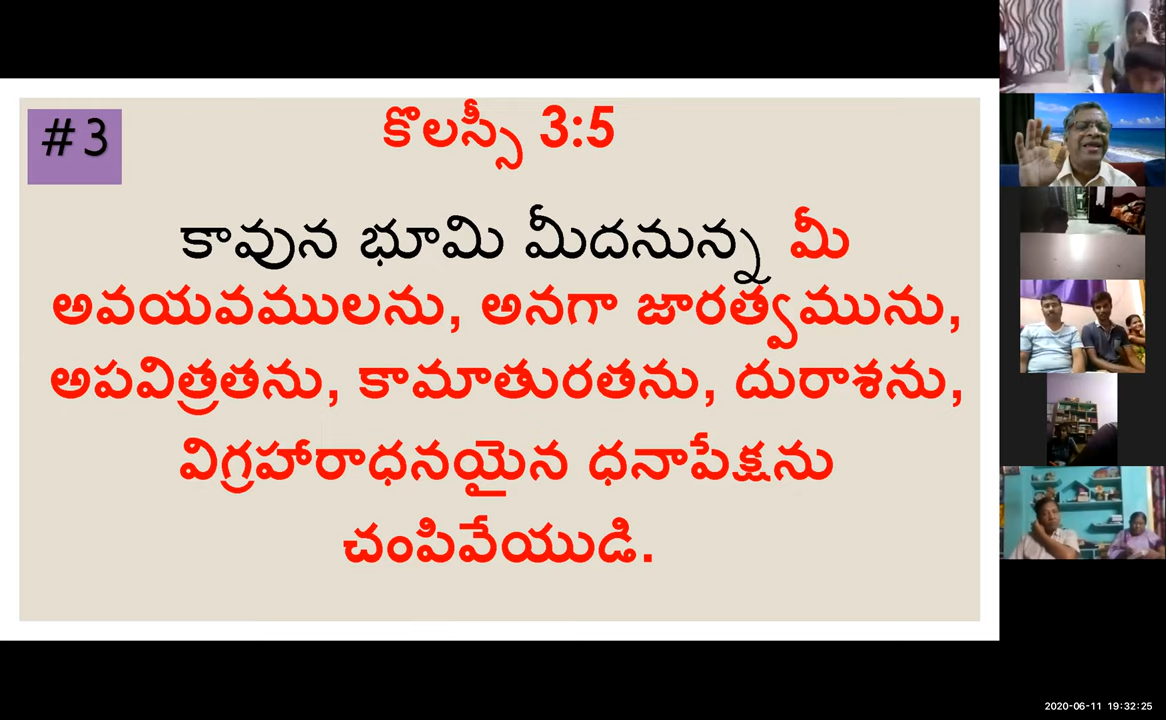 #3
కొలస్సీ 3:5
కావున భూమి మీదనున్న మీ
అవయవములను, అనగా జారత్వమును,
అపవిత్రతను, కామాతురతను, దురాశను,
విగ్రహారాధనయైన ధనాపేక్షను
చంపివేయుడి.
2020-06-11 19:32:25